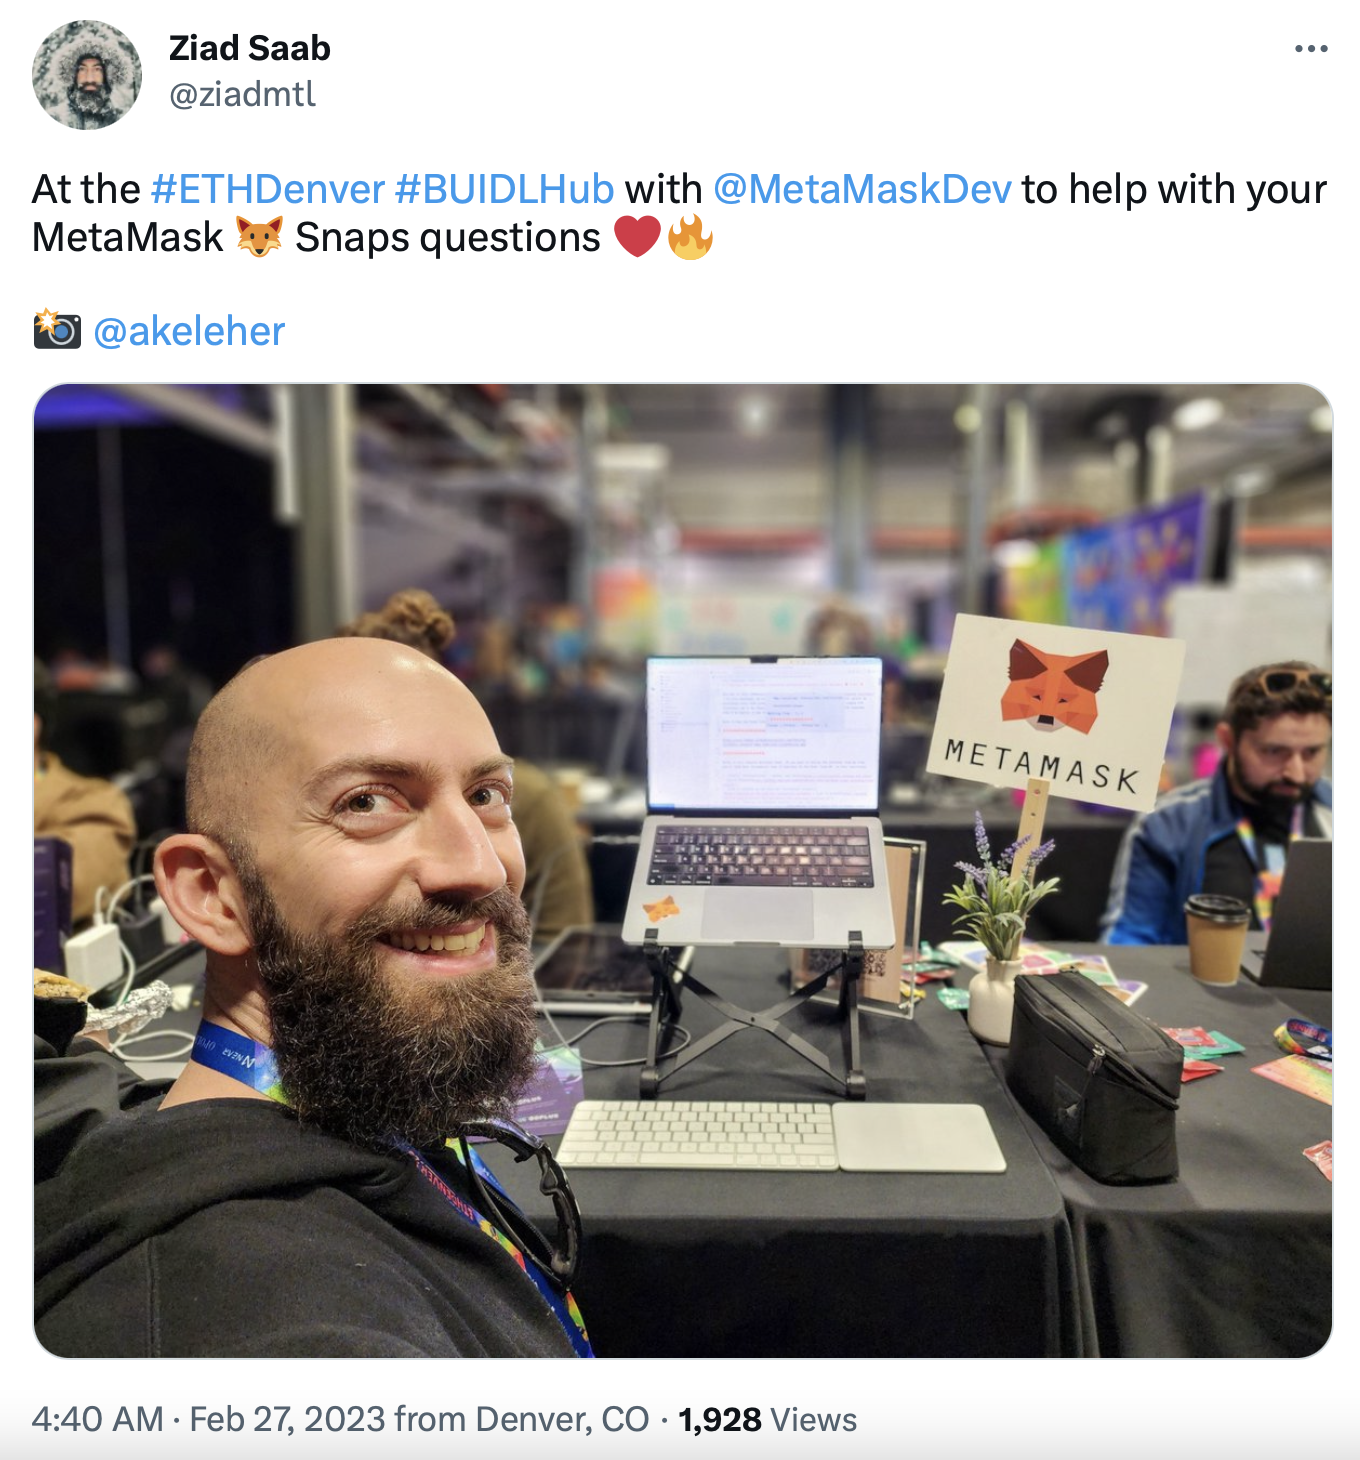 Ziad Saab
@ziadmtl
At the #ETHDenver #BUIDLHub with @MetaMaskDev to help with your
MetaMask 🦊 Snaps questions ❤️🔥
📸 @akeleher
METAMASK
4:40 AM · Feb 27, 2023 from Denver, CO · 1,928 Views